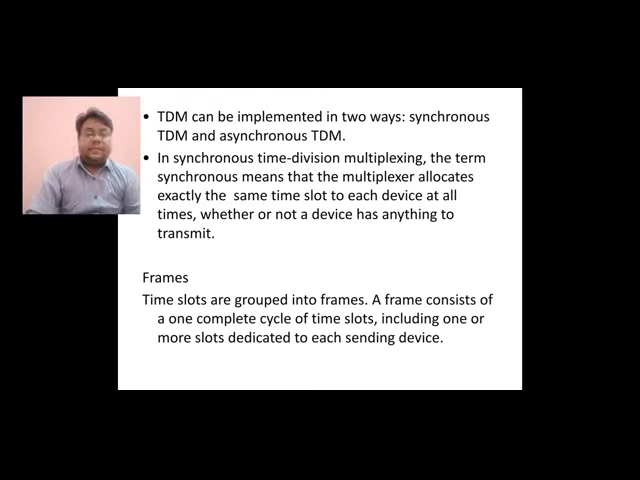 • TDM can be implemented in two ways: synchronous
TDM and asynchronous TDM.
• In synchronous time-division multiplexing, the term
synchronous means that the multiplexer allocates
exactly the  same time slot to each device at all
times, whether or not a device has anything to
transmit.
Frames
Time slots are grouped into frames. A frame consists of
a one complete cycle of time slots, including one or
more slots dedicated to each sending device.